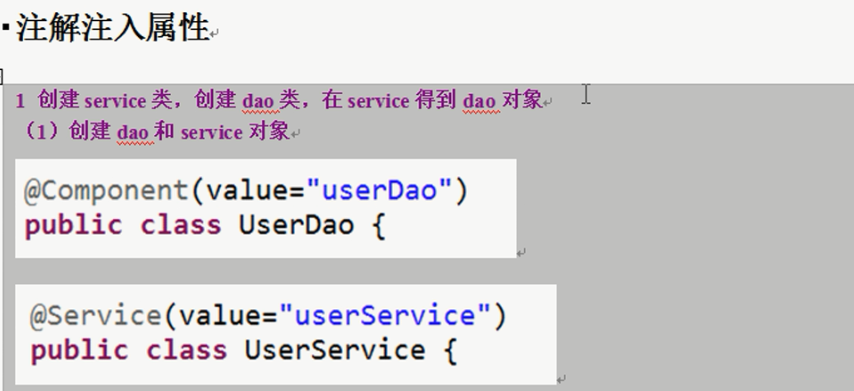 ▪注解注入属性
1 创建 service 类，创建 dao 类，在 service 得到 dao 对象
（1）创建 dao 和 service 对象
@Component(value="userDao")
public class UserDao {
@Service(value="userService")
public class UserService {